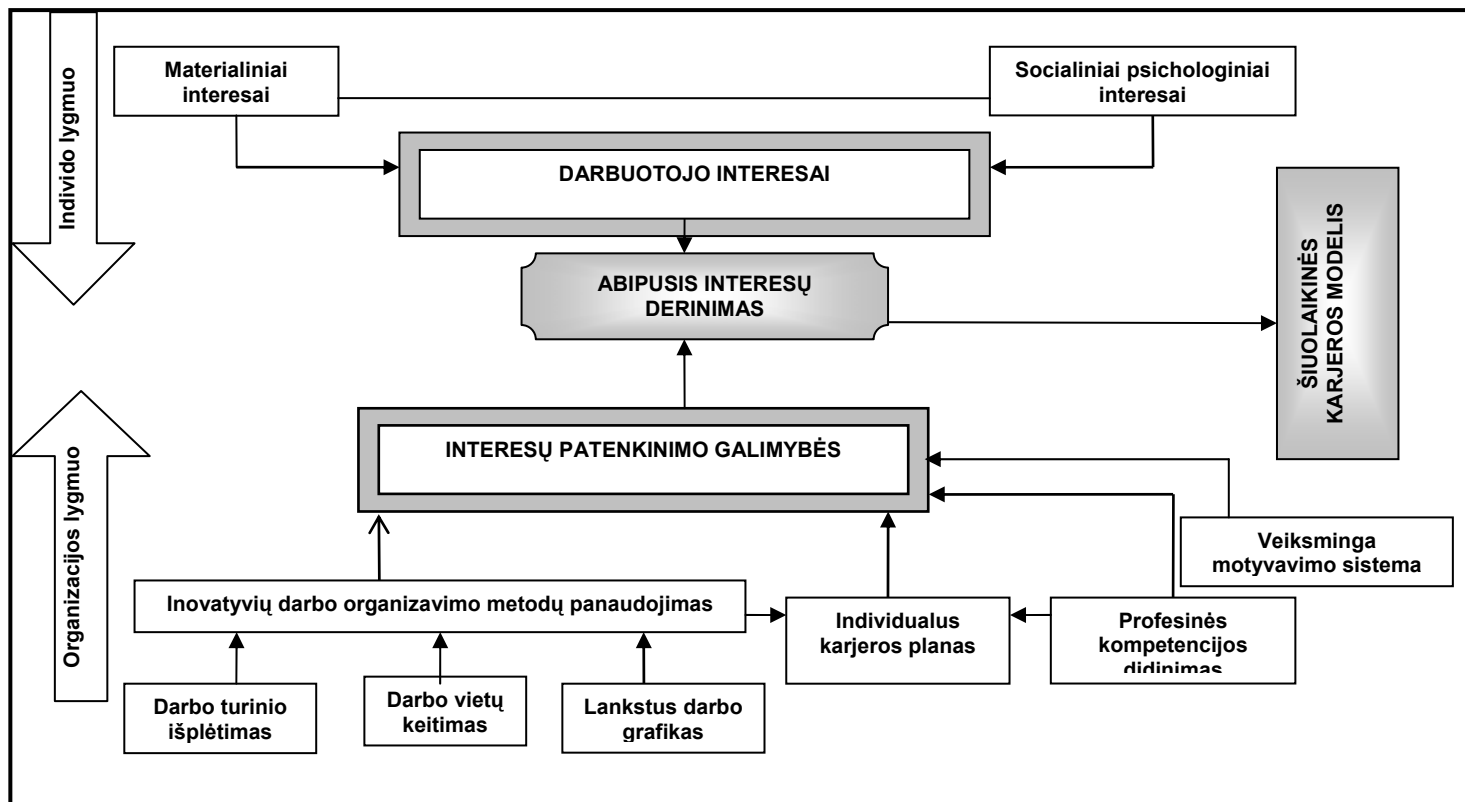 Individo lygmuo
Materialiniai
interesai
Socialiniai psichologiniai
interesai
DARBUOTOJO INTERESAI
ABIPUSIS INTERESŲ
DERINIMAS
ŠIUOLAIKINĖS
KARJEROS MODELIS
Organizacijos lygmuo
INTERESŲ PATENKINIMO GALIMYBĖS
Veiksminga
motyvavimo sistema
Inovatyvių darbo organizavimo metodų panaudojimas
Individualus
karjeros planas
Profesinės
kompetencijos
didinimas
Darbo turinio
išplėtimas
Darbo vietų
keitimas
Lankstus darbo
grafikas